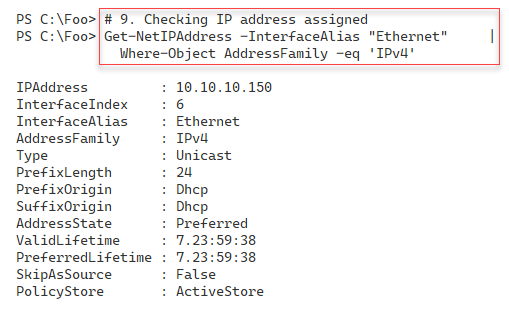 PS C:\Foo> # 9. Checking IP address assigned
PS C:\Foo> Get-NetIPAddress -InterfaceAlias "Ethernet"     |
             Where-Object AddressFamily -eq 'IPv4'

IPAddress         : 10.10.10.150
InterfaceIndex    : 6
InterfaceAlias    : Ethernet
AddressFamily     : IPv4
Type              : Unicast
PrefixLength      : 24
PrefixOrigin      : Dhcp
SuffixOrigin      : Dhcp
AddressState      : Preferred
ValidLifetime     : 7.23:59:38
PreferredLifetime : 7.23:59:38
SkipAsSource      : False
PolicyStore       : ActiveStore